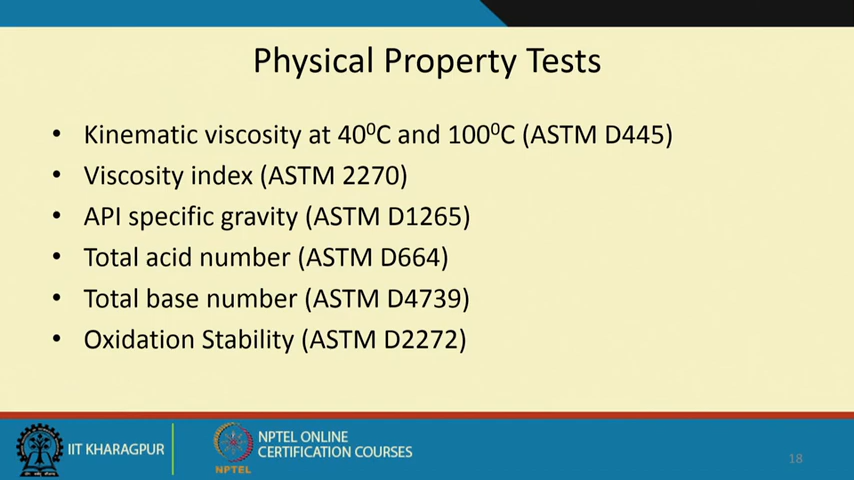 Physical Property Tests
• Kinematic viscosity at 40⁰C and 100⁰C (ASTM D445)
• Viscosity index (ASTM 2270)
• API specific gravity (ASTM D1265)
• Total acid number (ASTM D664)
• Total base number (ASTM D4739)
• Oxidation Stability (ASTM D2272)
IIT KHARAGPUR
NPTEL
NPTEL ONLINE
CERTIFICATION COURSES
18